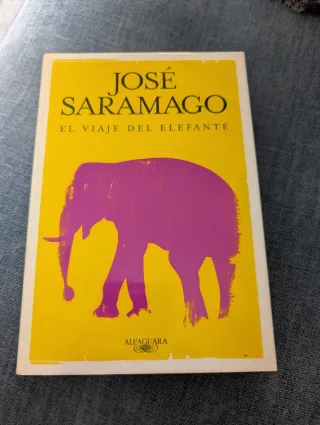 JOSÉ
SARAMAGO
EL VIAJE DEL ELEFANTE
ALFAGUARA